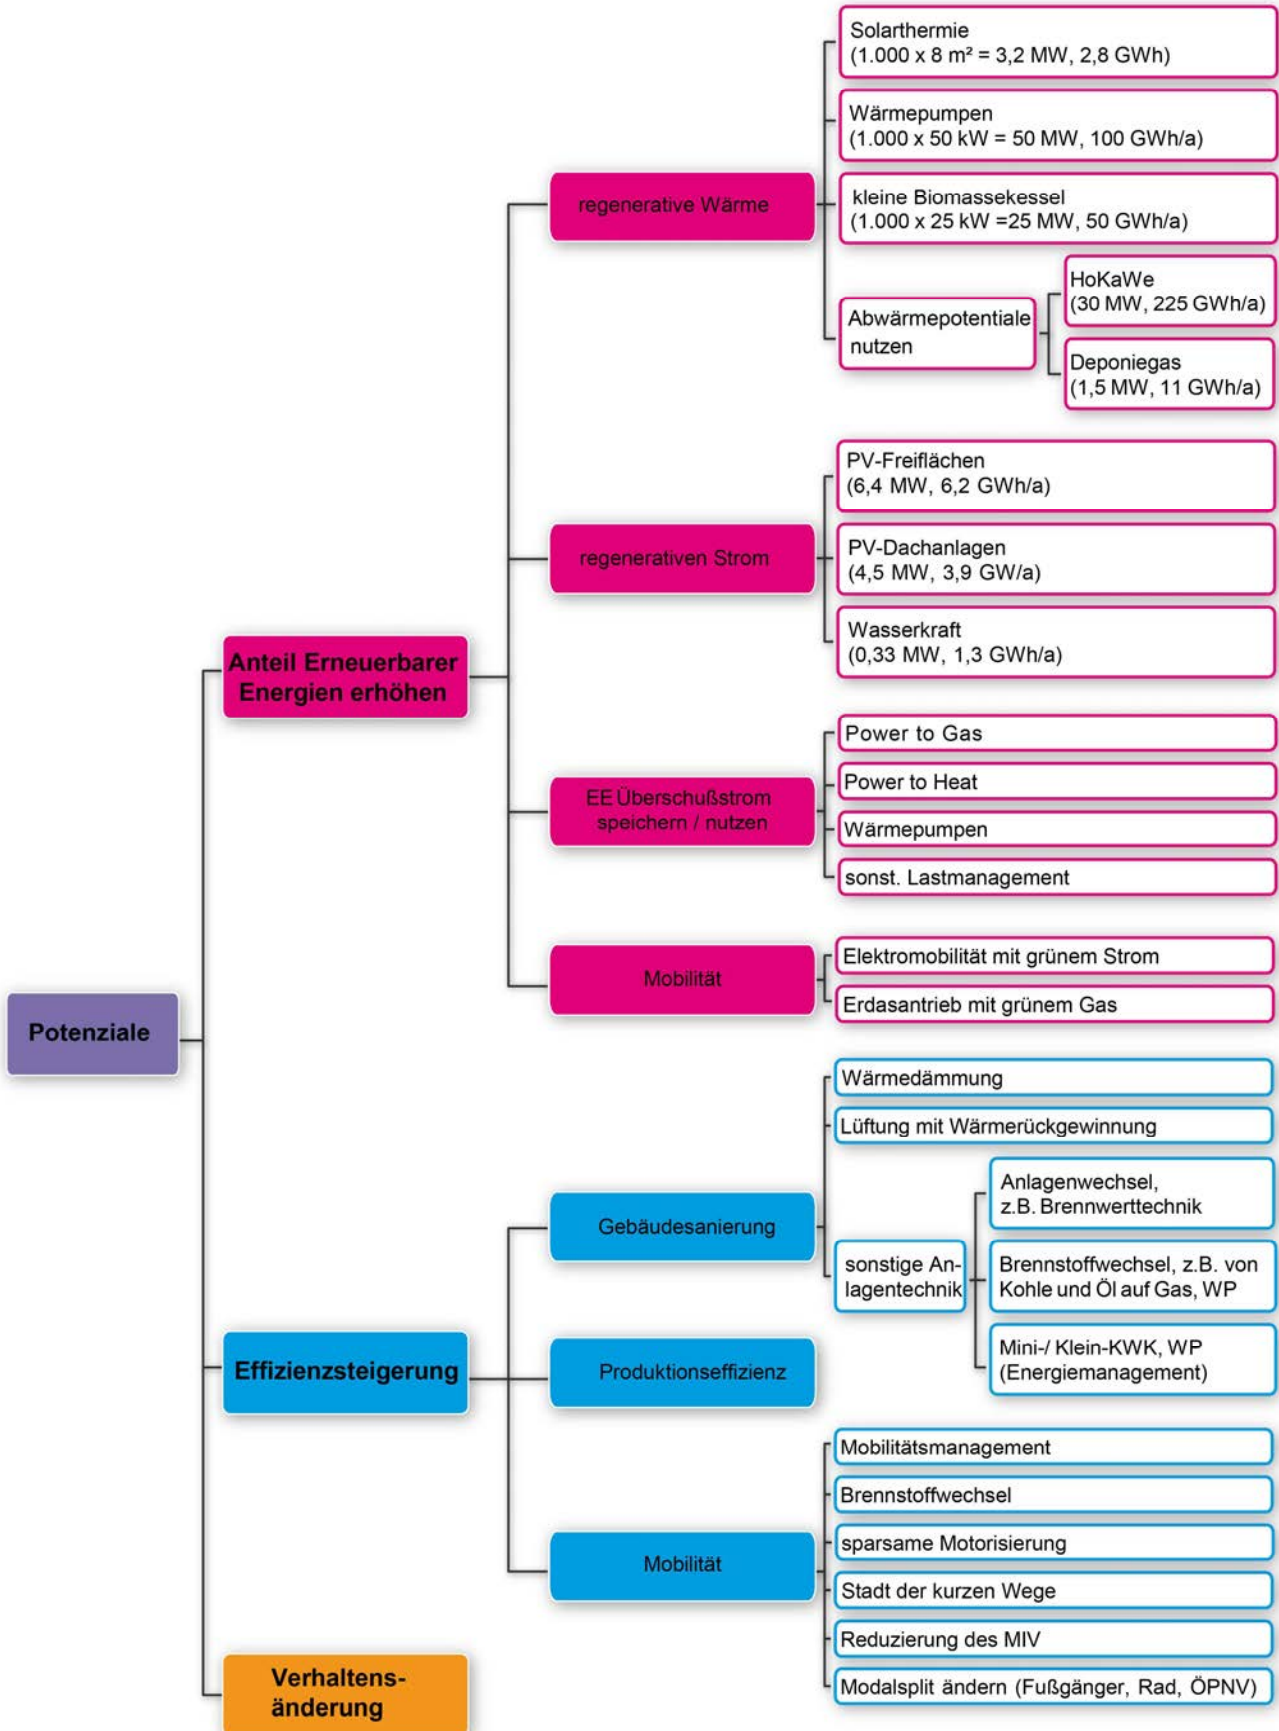 Potenziale
Anteil Erneuerbarer
Energien erhöhen
regenerative Wärme
Solarthermie
(1.000 x 8 m² = 3,2 MW, 2,8 GWh)
Wärmepumpen
(1.000 x 50 kW = 50 MW, 100 GWh/a)
kleine Biomassekessel
(1.000 x 25 kW =25 MW, 50 GWh/a)
Abwärmepotentiale
nutzen
HoKaWe
(30 MW, 225 GWh/a)
Deponiegas
(1,5 MW, 11 GWh/a)
regenerativen Strom
PV-Freiflächen
(6,4 MW, 6,2 GWh/a)
PV-Dachanlagen
(4,5 MW, 3,9 GW/a)
Wasserkraft
(0,33 MW, 1,3 GWh/a)
EE Überschußstrom
speichern / nutzen
Power to Gas
Power to Heat
Wärmepumpen
sonst. Lastmanagement
Mobilität
Elektromobilität mit grünem Strom
Erdasantrieb mit grünem Gas
Effizienzsteigerung
Gebäudesanierung
Wärmedämmung
Lüftung mit Wärmerückgewinnung
sonstige An-
lagentechnik
Anlagenwechsel,
z.B. Brennwerttechnik
Brennstoffwechsel, z.B. von
Kohle und Öl auf Gas, WP
Mini-/ Klein-KWK, WP
(Energiemanagement)
Produktionseffizienz
Mobilität
Mobilitätsmanagement
Brennstoffwechsel
sparsame Motorisierung
Stadt der kurzen Wege
Reduzierung des MIV
Modalsplit ändern (Fußgänger, Rad, ÖPNV)
Verhaltens-
änderung